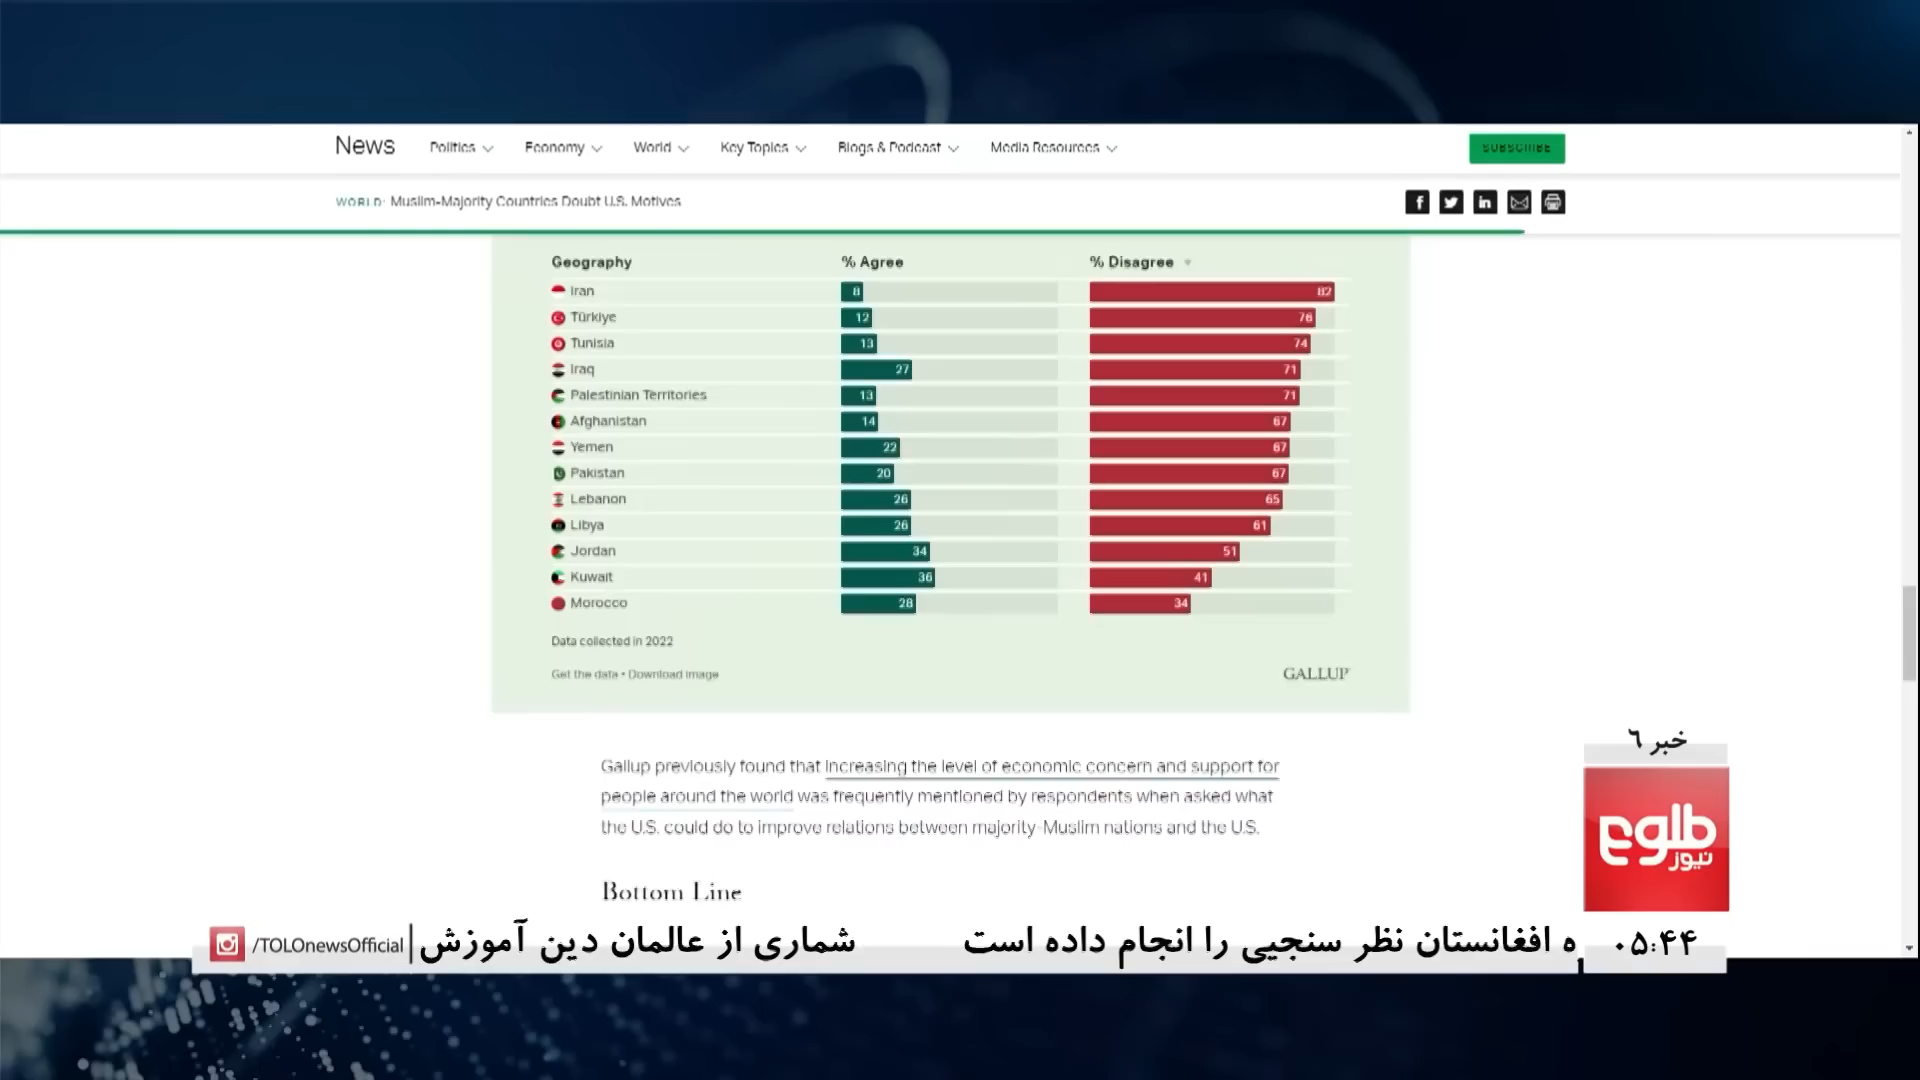 News Politics Economy World Key Topics Blogs & Podcast Media Resources SUBSCRIBE
WORLD: Muslim-Majority Countries Doubt U.S. Motives
Geography % Agree % Disagree
Iran 8 82
Türkiye 12 76
Tunisia 13 74
Iraq 27 71
Palestinian Territories 13 71
Afghanistan 14 67
Yemen 22 67
Pakistan 20 67
Lebanon 26 65
Libya 26 61
Jordan 34 51
Kuwait 36 41
Morocco 28 34
Data collected in 2022
Get the data • Download image
GALLUP
Gallup previously found that increasing the level of economic concern and support for
people around the world was frequently mentioned by respondents when asked what
the U.S. could do to improve relations between majority-Muslim nations and the U.S.
Bottom Line
خبر ٦
طلوع
نیوز
/TOLOnewsOfficial
ه افغانستان نظر سنجیی را انجام داده است
شماری از عالمان دین آموزش
۰۵:۴۴